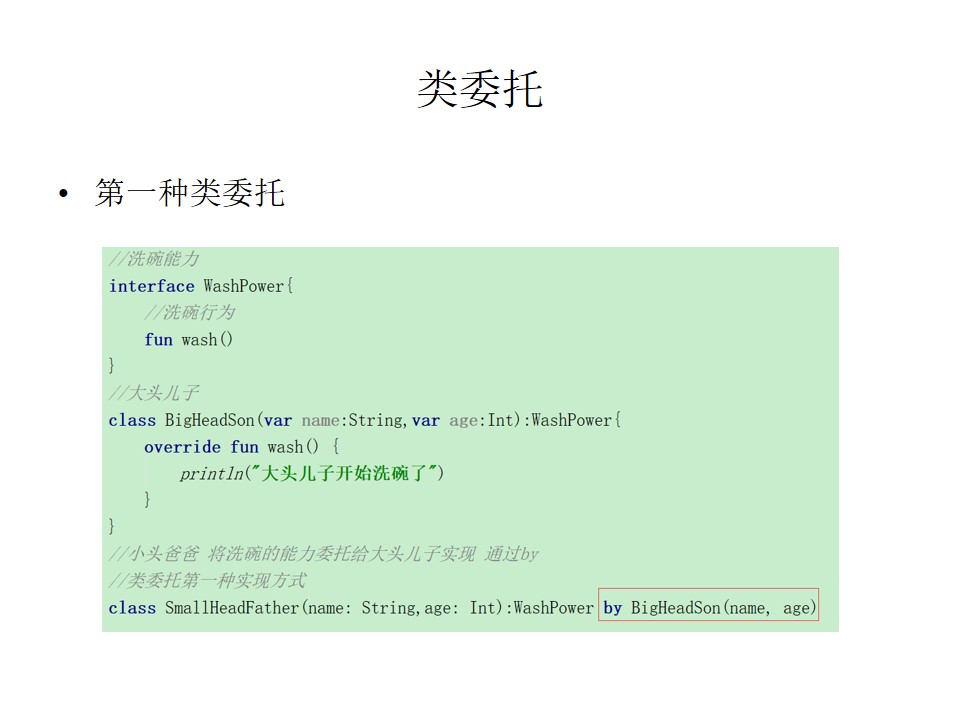 类委托
• 第一种类委托
//洗碗能力
interface WashPower{
    //洗碗行为
    fun wash()
}
//大头儿子
class BigHeadSon(var name:String,var age:Int):WashPower{
    override fun wash() {
        println("大头儿子开始洗碗了")
    }
}
//小头爸爸 将洗碗的能力委托给大头儿子实现 通过by
//类委托第一种实现方式
class SmallHeadFather(name: String,age: Int):WashPower by BigHeadSon(name, age)